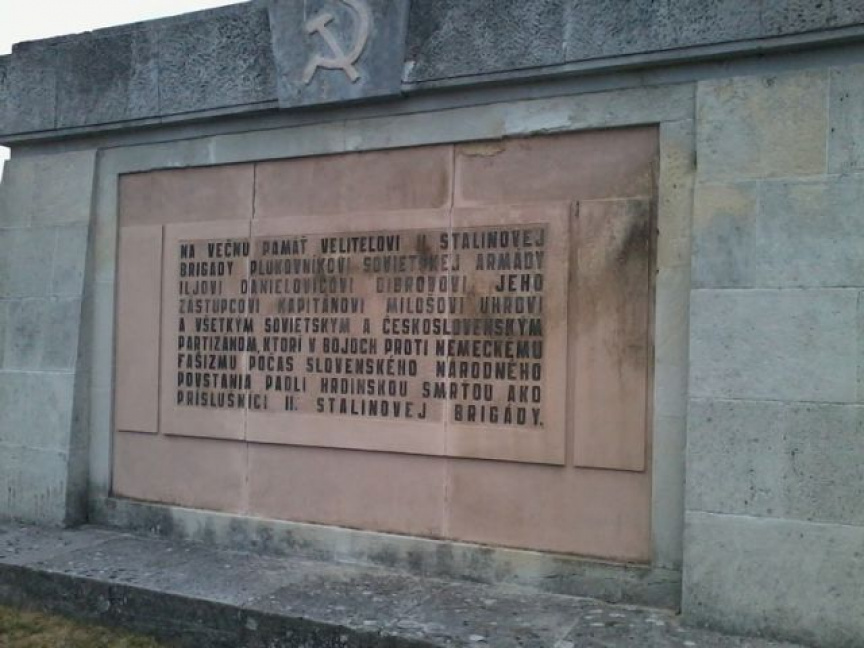 NA VEČNÚ PAMÄŤ VELITEĽOVI II. STALINOVEJ
BRIGÁDY PLUKOVNÍKOVI SOVIETSKEJ ARMÁDY
ILJOVI DANIELOVIČOVI DIBROVOVI, JEHO
ZÁSTUPCOVI KAPITÁNOVI MILOŠOVI UHROVI
A VŠETKÝM SOVIETSKYM A ČESKOSLOVENSKÝM
PARTIZÁNOM, KTORÍ V BOJOCH PROTI NEMECKÉMU
FAŠIZMU POČAS SLOVENSKÉHO NÁRODNÉHO
POVSTANIA PADLI HRDINSKOU SMRŤOU AKO
PRÍSLUŠNÍCI II. STALINOVEJ BRIGÁDY.